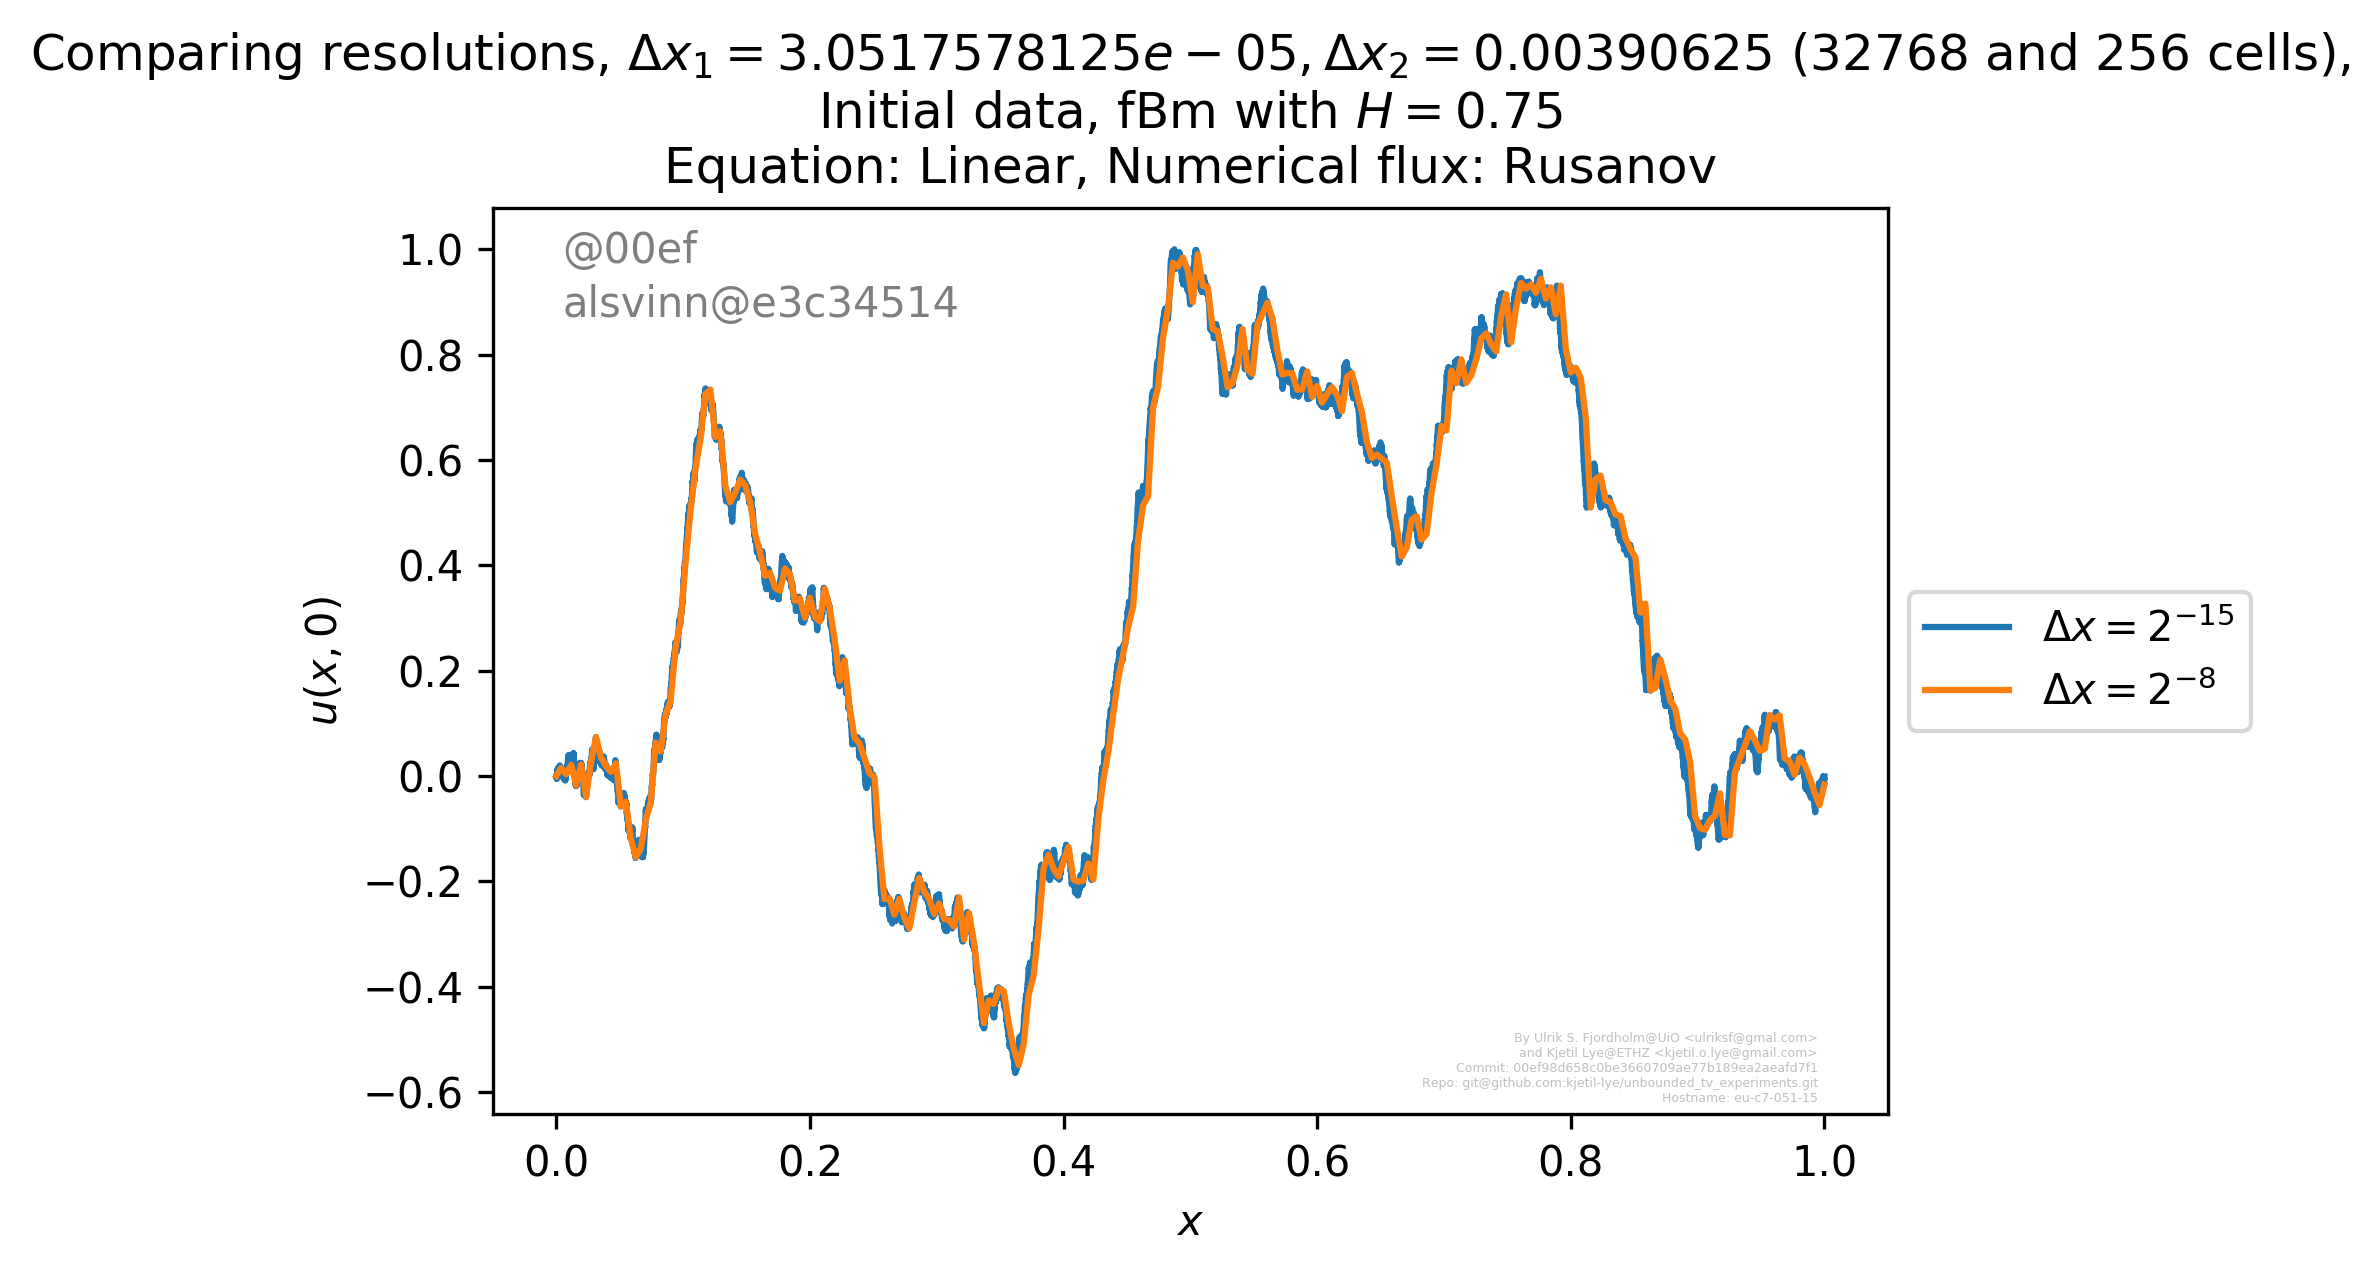 Comparing resolutions, Δx₁ = 3.0517578125e − 05, Δx₂ = 0.00390625 (32768 and 256 cells),
Initial data, fBm with H = 0.75
Equation: Linear, Numerical flux: Rusanov
@00ef
alsvinn@e3c34514
1.0
0.8
0.6
0.4
0.2
0.0
−0.2
−0.4
−0.6
u(x, 0)
Δx = 2⁻¹⁵
Δx = 2⁻⁸
By Ulrik S. Fjordholm@UiO <ulriksf@gmal.com>
and Kjetil Lye@ETHZ <kjetil.o.lye@gmail.com>
Commit: 00ef98d658c0be3660709ae77b189ea2aeafd7f1
Repo: git@github.com:kjetil-lye/unbounded_tv_experiments.git
Hostname: eu-c7-051-15
0.0 0.2 0.4 0.6 0.8 1.0
x